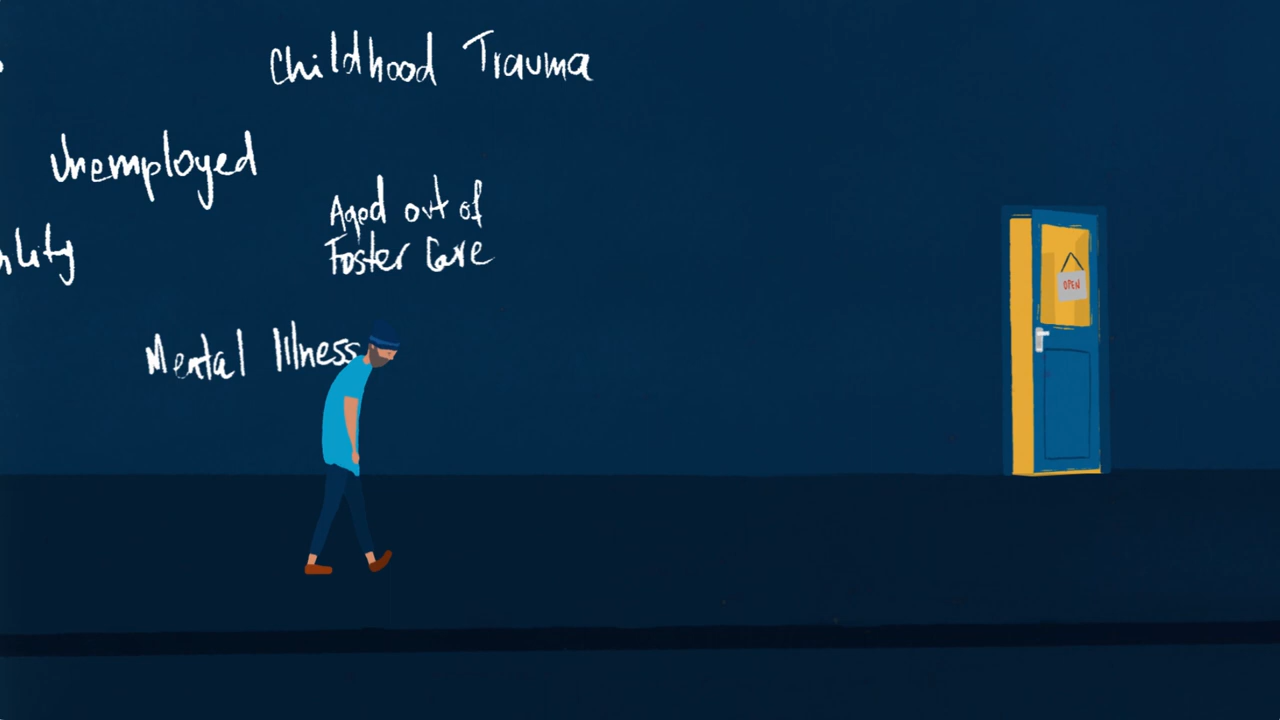 Childhood Trauma
Unemployed
Aged out of
Foster Care
Mental Illness
OPEN